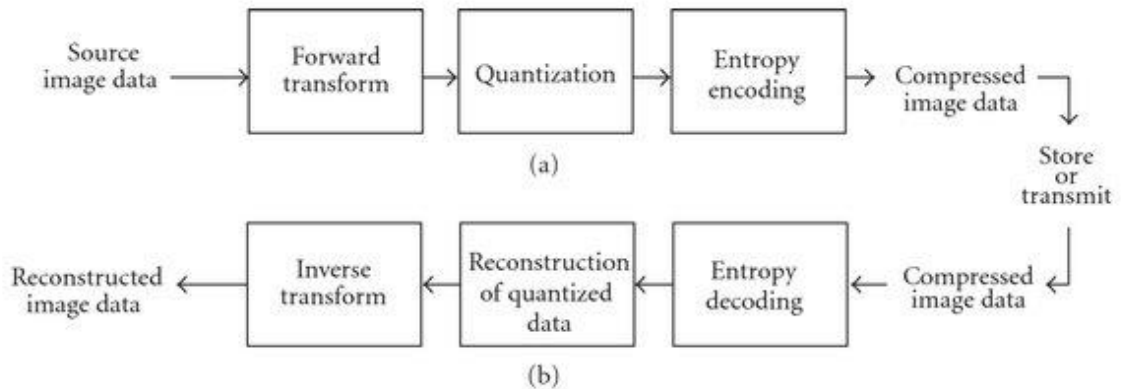 Source
image data
Forward
transform
Quantization
Entropy
encoding
Compressed
image data
(a)
Store
or
transmit
Reconstructed
image data
Inverse
transform
Reconstruction
of quantized
data
Entropy
decoding
Compressed
image data
(b)